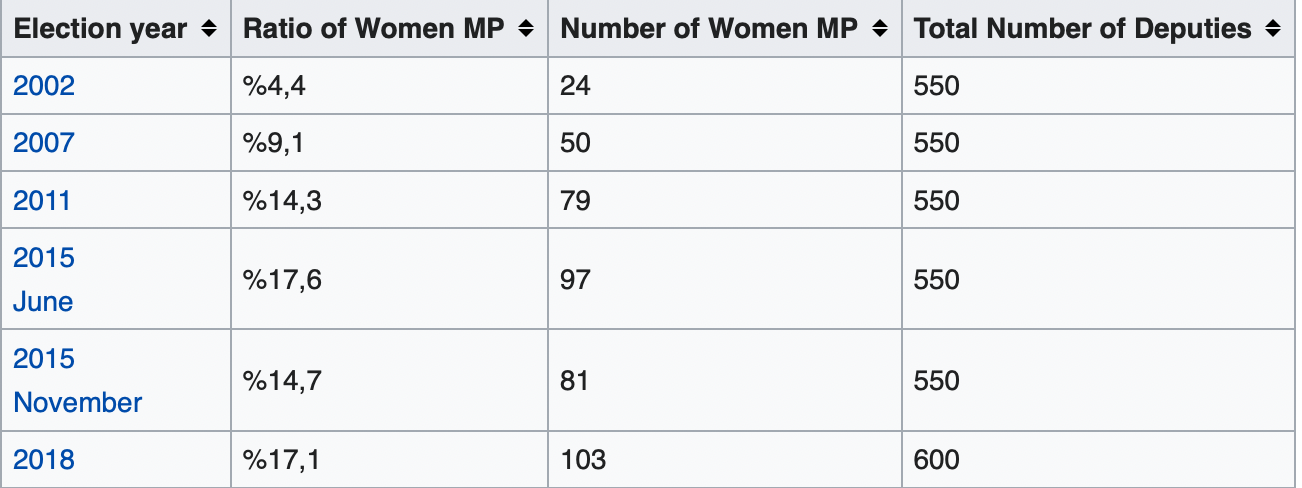 Election year Ratio of Women MP Number of Women MP Total Number of Deputies
2002 %4,4 24 550
2007 %9,1 50 550
2011 %14,3 79 550
2015
June %17,6 97 550
2015
November %14,7 81 550
2018 %17,1 103 600